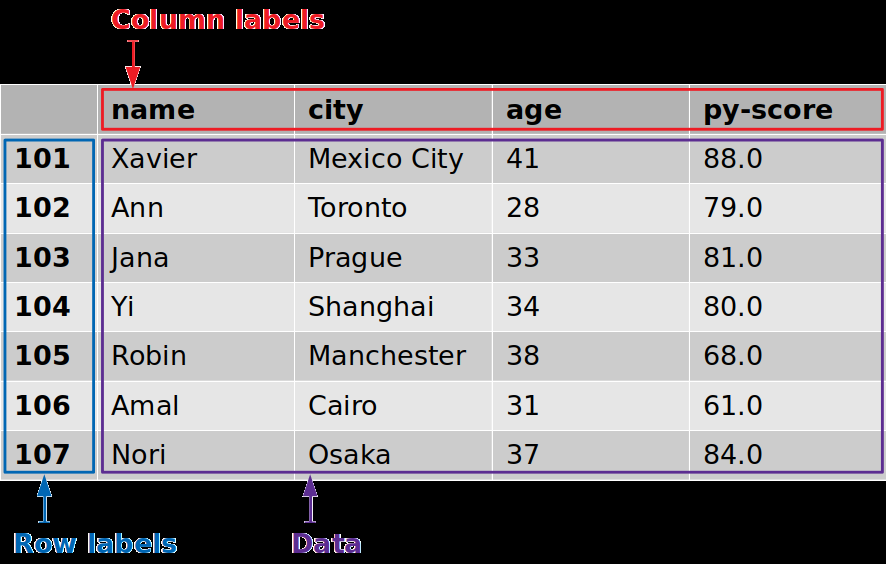 Column labels
name city age py-score
101 Xavier Mexico City 41 88.0
102 Ann Toronto 28 79.0
103 Jana Prague 33 81.0
104 Yi Shanghai 34 80.0
105 Robin Manchester 38 68.0
106 Amal Cairo 31 61.0
107 Nori Osaka 37 84.0
Row labels Data